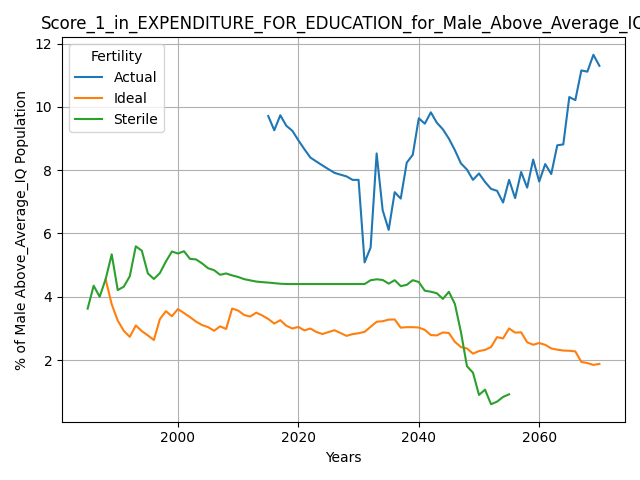 Score_1_in_EXPENDITURE_FOR_EDUCATION_for_Male_Above_Average_IQ
Fertility
Actual
Ideal
Sterile
% of Male Above_Average_IQ Population
12
10
8
6
4
2
2000 2020 2040 2060
Years